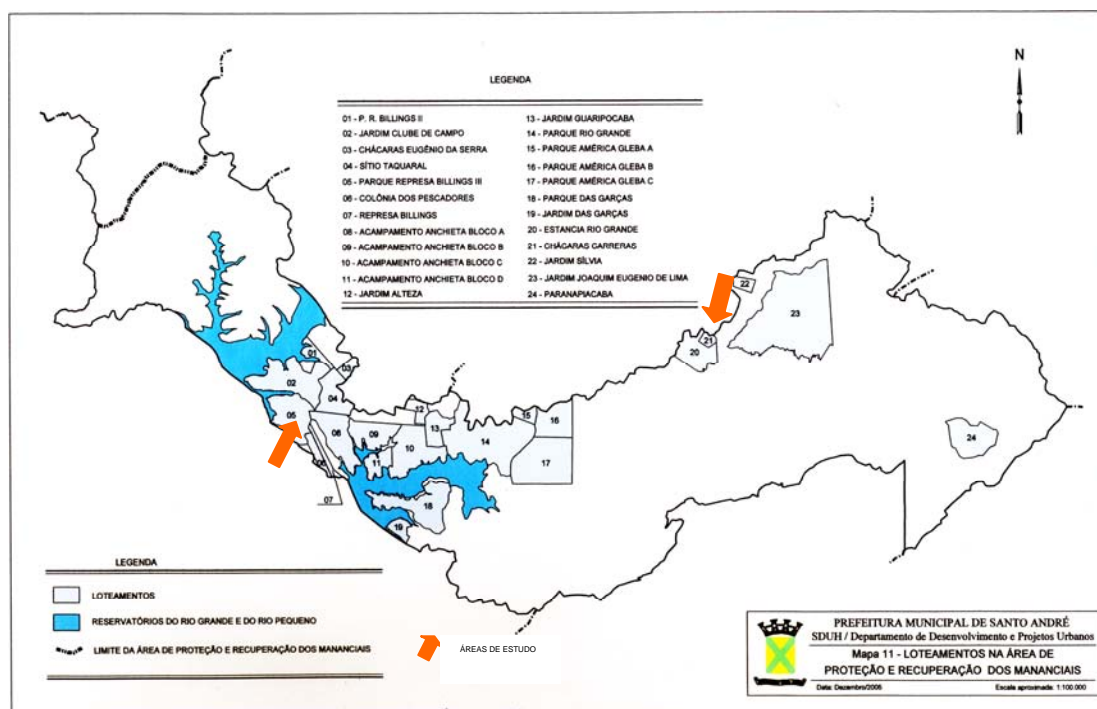 N
LEGENDA
01 - P. R. BILLINGS II
02 - JARDIM CLUBE DE CAMPO
03 - CHÁCARAS EUGÊNIO DA SERRA
04 - SÍTIO TAQUARAL
05 - PARQUE REPRESA BILLINGS III
06 - COLÔNIA DOS PESCADORES
07 - REPRESA BILLINGS
08 - ACAMPAMENTO ANCHIETA BLOCO A
09 - ACAMPAMENTO ANCHIETA BLOCO B
10 - ACAMPAMENTO ANCHIETA BLOCO C
11 - ACAMPAMENTO ANCHIETA BLOCO D
12 - JARDIM ALTEZA
13 - JARDIM GUARIPOCABA
14 - PARQUE RIO GRANDE
15 - PARQUE AMÉRICA GLEBA A
16 - PARQUE AMÉRICA GLEBA B
17 - PARQUE AMÉRICA GLEBA C
18 - PARQUE DAS GARÇAS
19 - JARDIM DAS GARÇAS
20 - ESTANCIA RIO GRANDE
21 - CHÁCARAS CARRERAS
22 - JARDIM SÍLVIA
23 - JARDIM JOAQUIM EUGENIO DE LIMA
24 - PARANAPIACABA
22
23
21
20
01
03
02
04
05
12
15
16
13
08
09
10
14
11
17
24
06
18
07
19
LEGENDA
LOTEAMENTOS
RESERVATÓRIOS DO RIO GRANDE E DO RIO PEQUENO
LIMITE DA ÁREA DE PROTEÇÃO E RECUPERAÇÃO DOS MANANCIAIS
ÁREAS DE ESTUDO
PREFEITURA MUNICIPAL DE SANTO ANDRÉ
SDUH / Departamento de Desenvolvimento e Projetos Urbanos
Mapa 11 - LOTEAMENTOS NA ÁREA DE
PROTEÇÃO E RECUPERAÇÃO DOS MANANCIAIS
Data: Dezembro/2006
Escala aproximada: 1:100.000